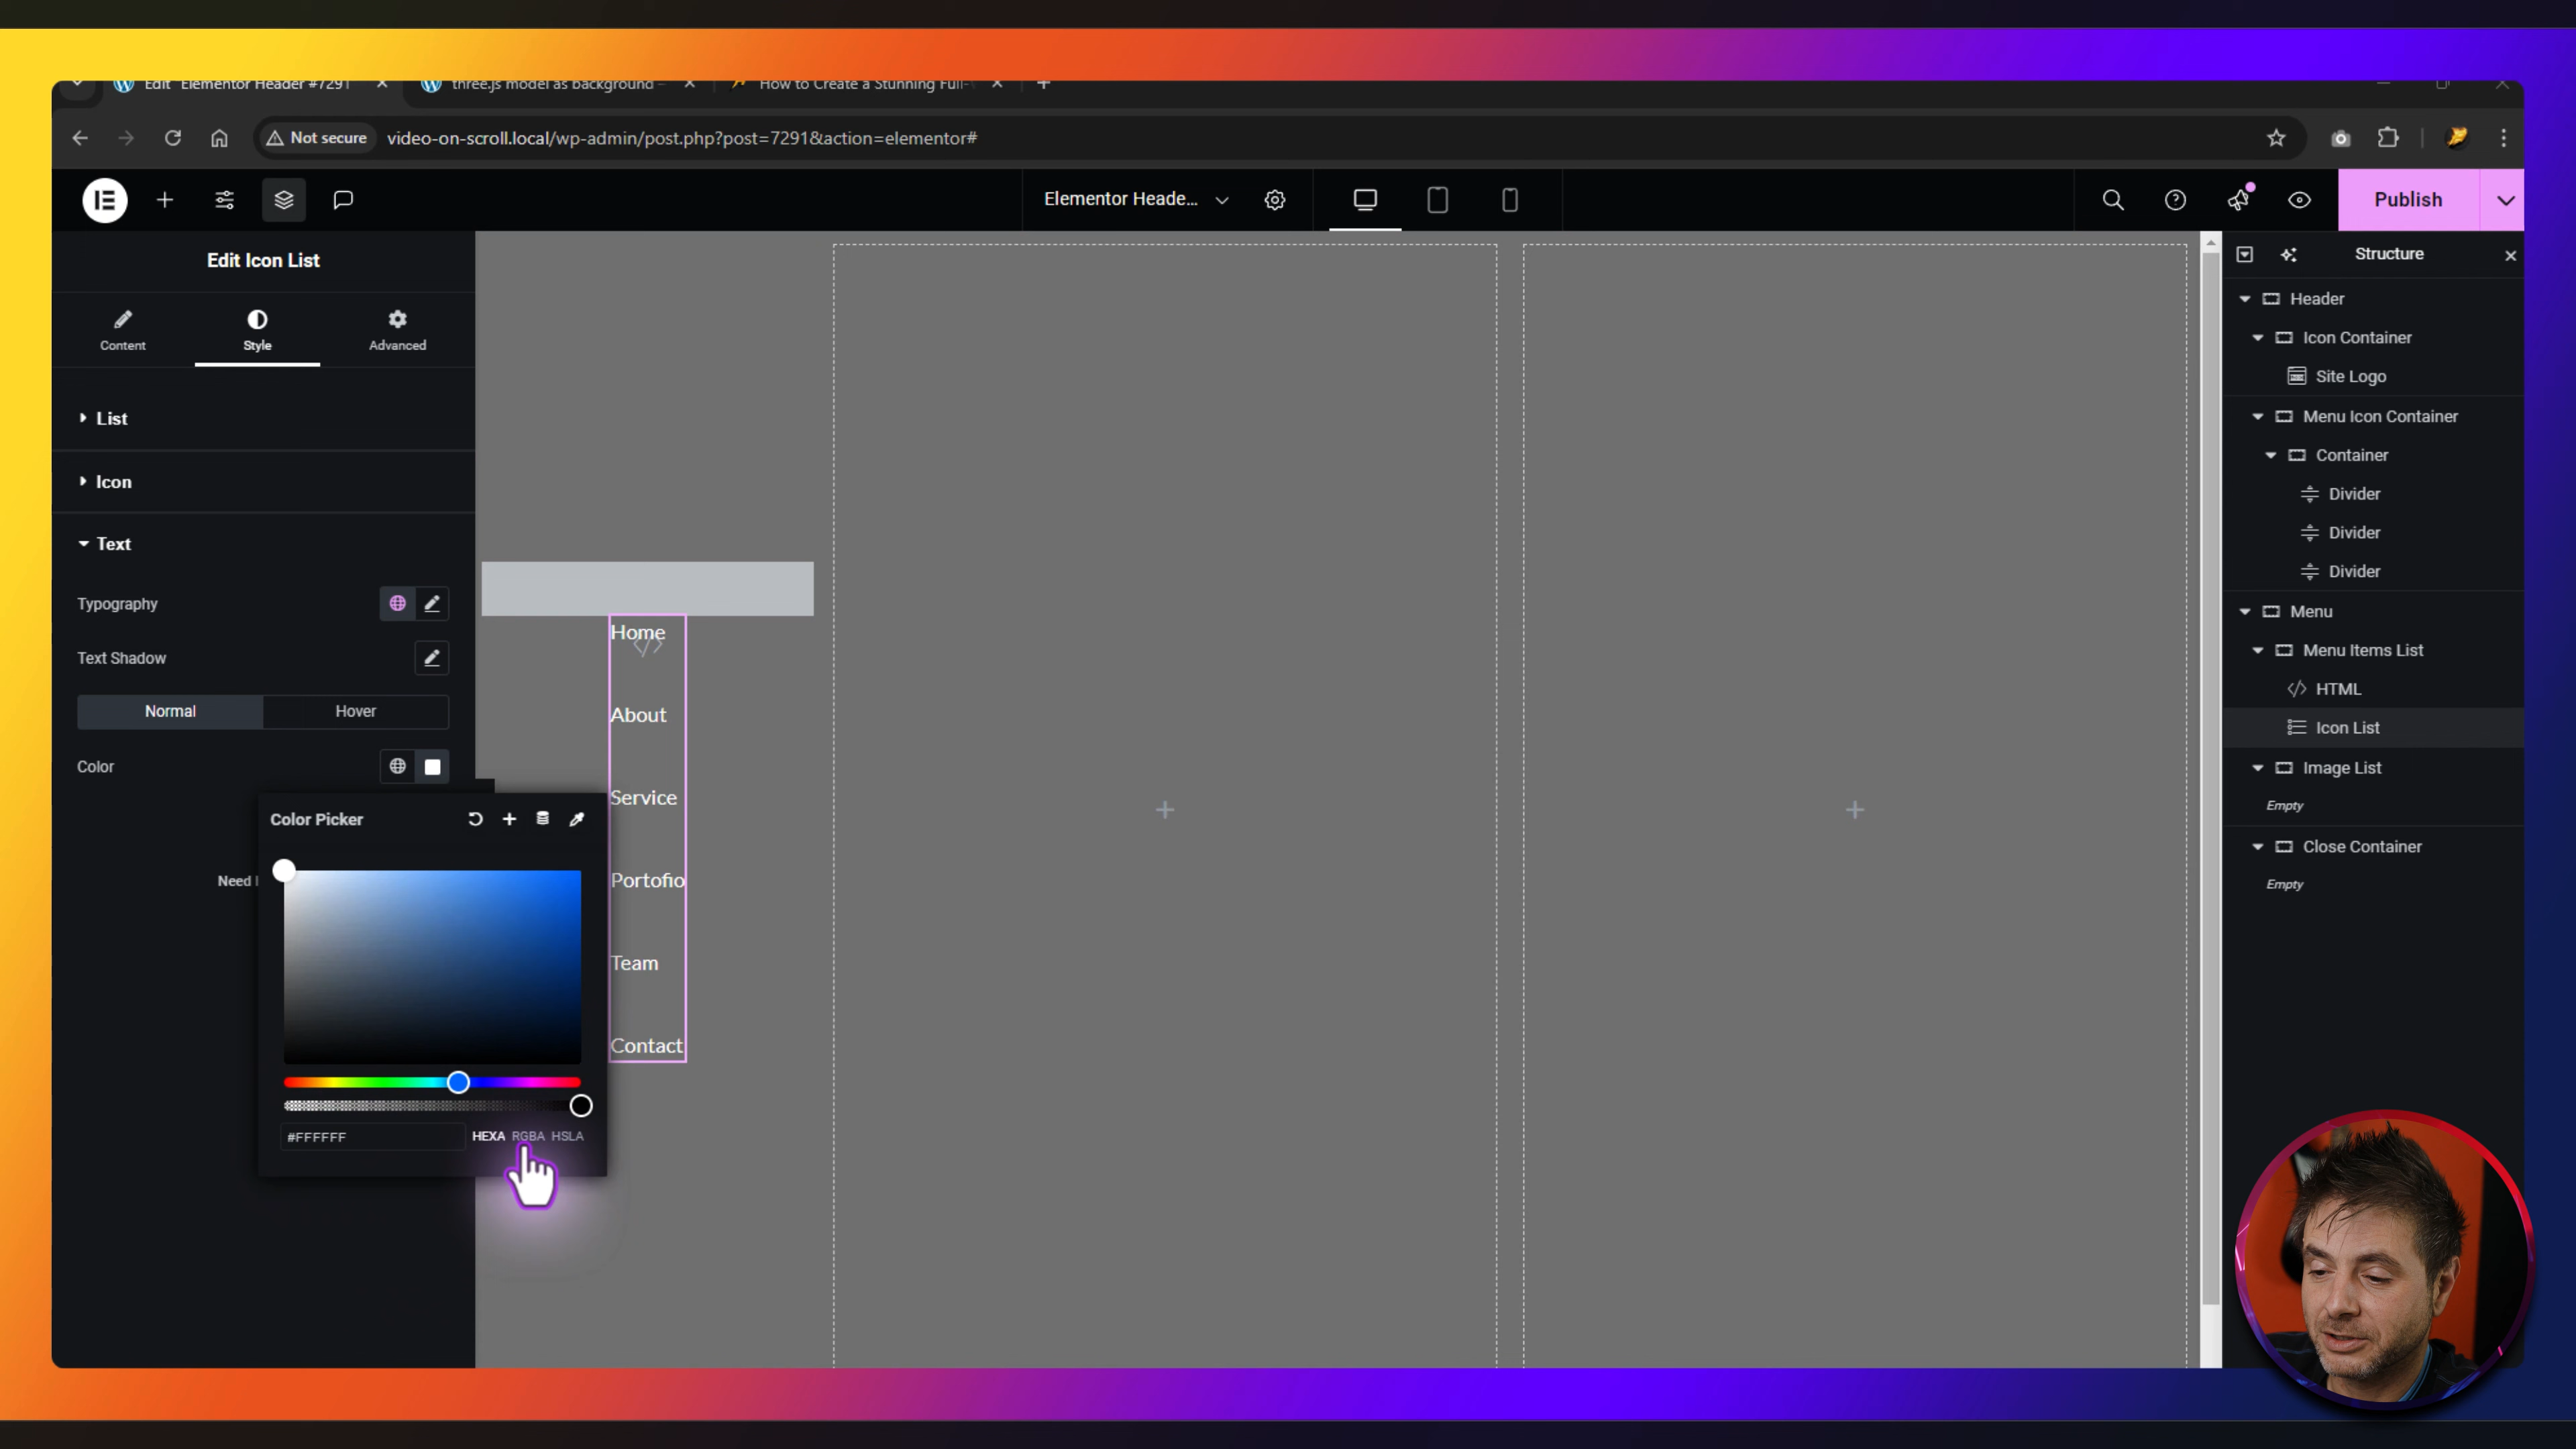 Edit "Elementor Header #7291
three.js model as background –
How to Create a Stunning Full-
Not secure
video-on-scroll.local/wp-admin/post.php?post=7291&action=elementor#
Elementor Heade...
Publish
Edit Icon List
Content
Style
Advanced
List
Icon
Text
Typography
Text Shadow
Normal
Hover
Color
Color Picker
Need
#FFFFFF
HEXA RGBA HSLA
Home
About
Service
Portofio
Team
Contact
Structure
Header
Icon Container
Site Logo
Menu Icon Container
Container
Divider
Divider
Divider
Menu
Menu Items List
HTML
Icon List
Image List
Empty
Close Container
Empty